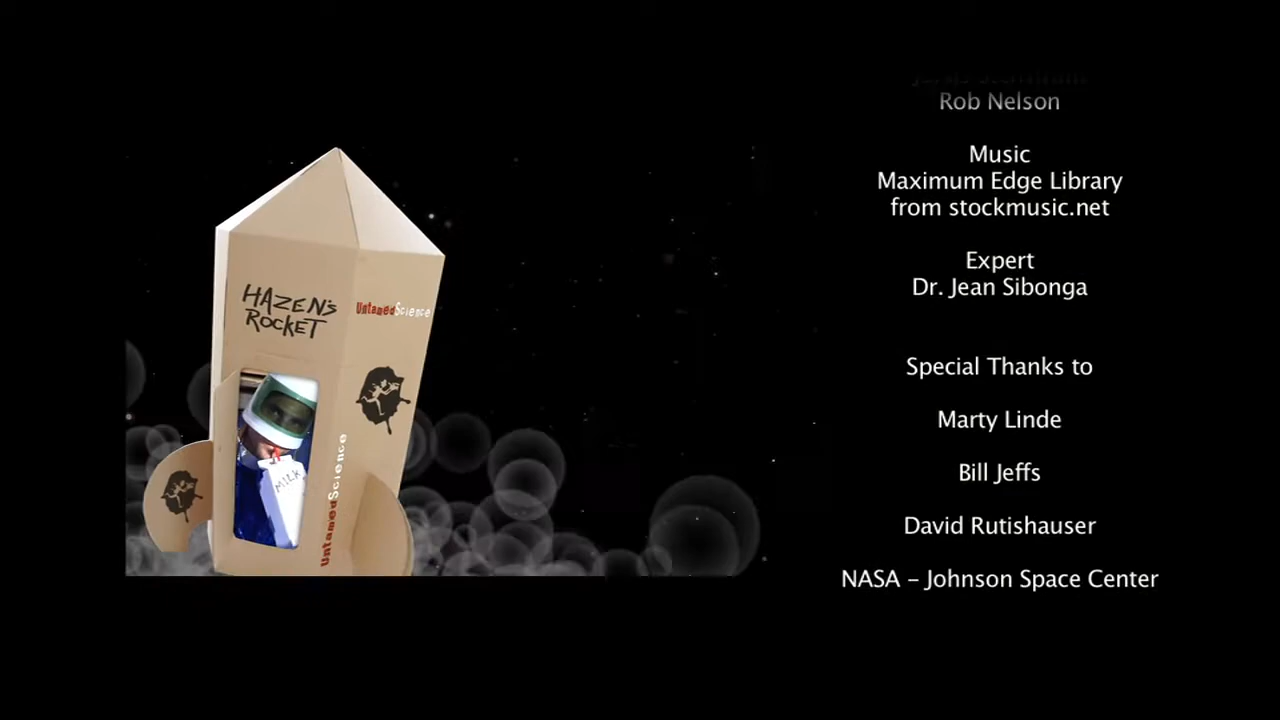 HAZEN'S
ROCKET
UntamedScience
MILK
UntamedScience
Rob Nelson
Music
Maximum Edge Library
from stockmusic.net
Expert
Dr. Jean Sibonga
Special Thanks to
Marty Linde
Bill Jeffs
David Rutishauser
NASA – Johnson Space Center